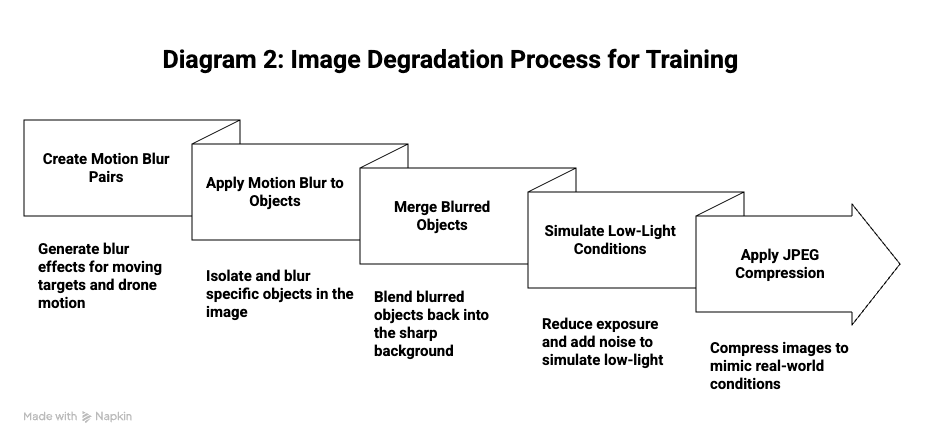 Diagram 2: Image Degradation Process for Training
Create Motion Blur
Pairs
Generate blur
effects for moving
targets and drone
motion
Apply Motion Blur to
Objects
Isolate and blur
specific objects in the
image
Merge Blurred
Objects
Blend blurred
objects back into
the sharp
background
Simulate Low-Light
Conditions
Reduce exposure
and add noise to
simulate low-light
Apply JPEG
Compression
Compress images to
mimic real-world
conditions
Made with Napkin